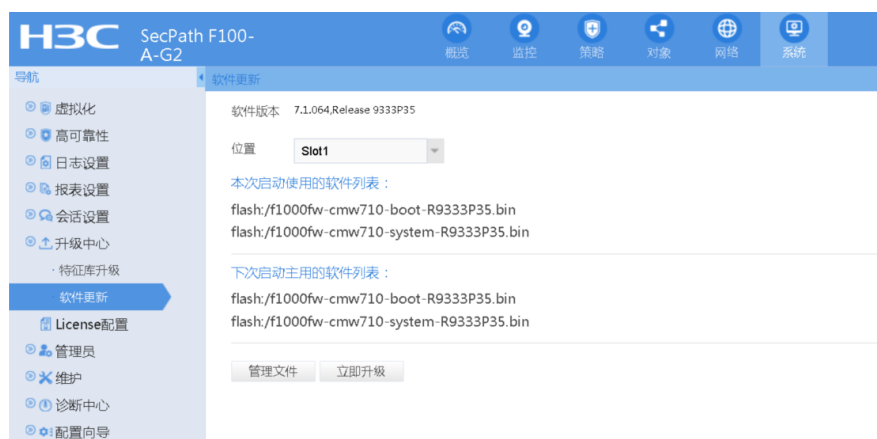 H3C SecPath F100-A-G2
概览 监控 策略 对象 网络 系统
导航
软件更新
虚拟化
高可靠性
日志设置
报表设置
会话设置
升级中心
· 特征库升级
· 软件更新
License配置
管理员
维护
诊断中心
配置向导
软件版本 7.1.064,Release 9333P35
位置 Slot1
本次启动使用的软件列表：
flash:/f1000fw-cmw710-boot-R9333P35.bin
flash:/f1000fw-cmw710-system-R9333P35.bin
下次启动主用的软件列表：
flash:/f1000fw-cmw710-boot-R9333P35.bin
flash:/f1000fw-cmw710-system-R9333P35.bin
管理文件 立即升级